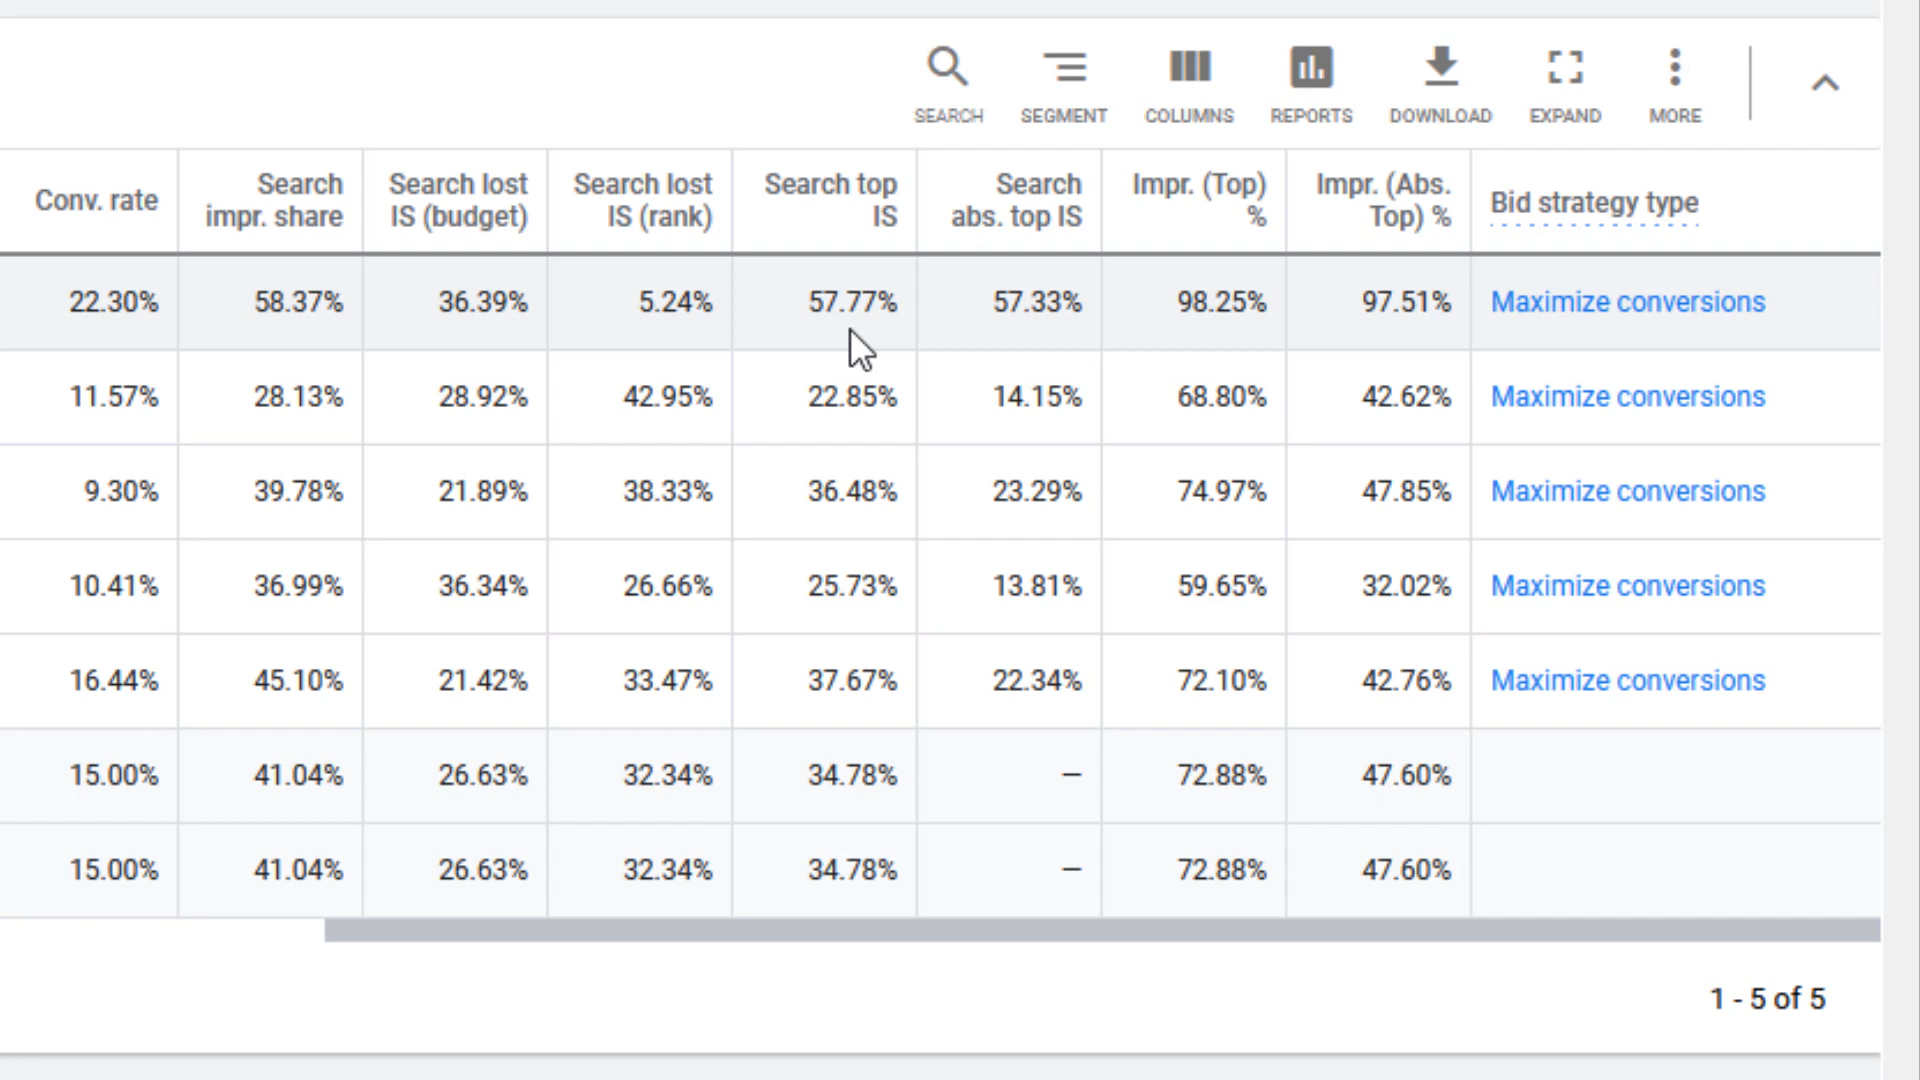 SEARCH SEGMENT COLUMNS REPORTS DOWNLOAD EXPAND MORE
Conv. rate Search impr. share Search lost IS (budget) Search lost IS (rank) Search top IS Search abs. top IS Impr. (Top) % Impr. (Abs. Top) % Bid strategy type
22.30% 58.37% 36.39% 5.24% 57.77% 57.33% 98.25% 97.51% Maximize conversions
11.57% 28.13% 28.92% 42.95% 22.85% 14.15% 68.80% 42.62% Maximize conversions
9.30% 39.78% 21.89% 38.33% 36.48% 23.29% 74.97% 47.85% Maximize conversions
10.41% 36.99% 36.34% 26.66% 25.73% 13.81% 59.65% 32.02% Maximize conversions
16.44% 45.10% 21.42% 33.47% 37.67% 22.34% 72.10% 42.76% Maximize conversions
15.00% 41.04% 26.63% 32.34% 34.78% — 72.88% 47.60%
15.00% 41.04% 26.63% 32.34% 34.78% — 72.88% 47.60%
1 - 5 of 5